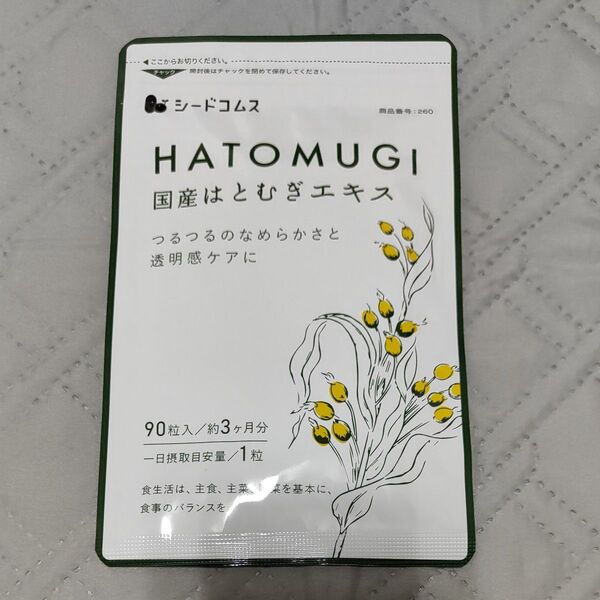 ◀ここからお切りください。
チャック 開封後はチャックを閉めて保存してください。
シードコムス
商品番号:260
HATOMUGI
国産はとむぎエキス
つるつるのなめらかさと
透明感ケアに
90粒入/約3ヶ月分
一日摂取目安量/1粒
食生活は、主食、主菜、菜を基本に、
食事のバランスを